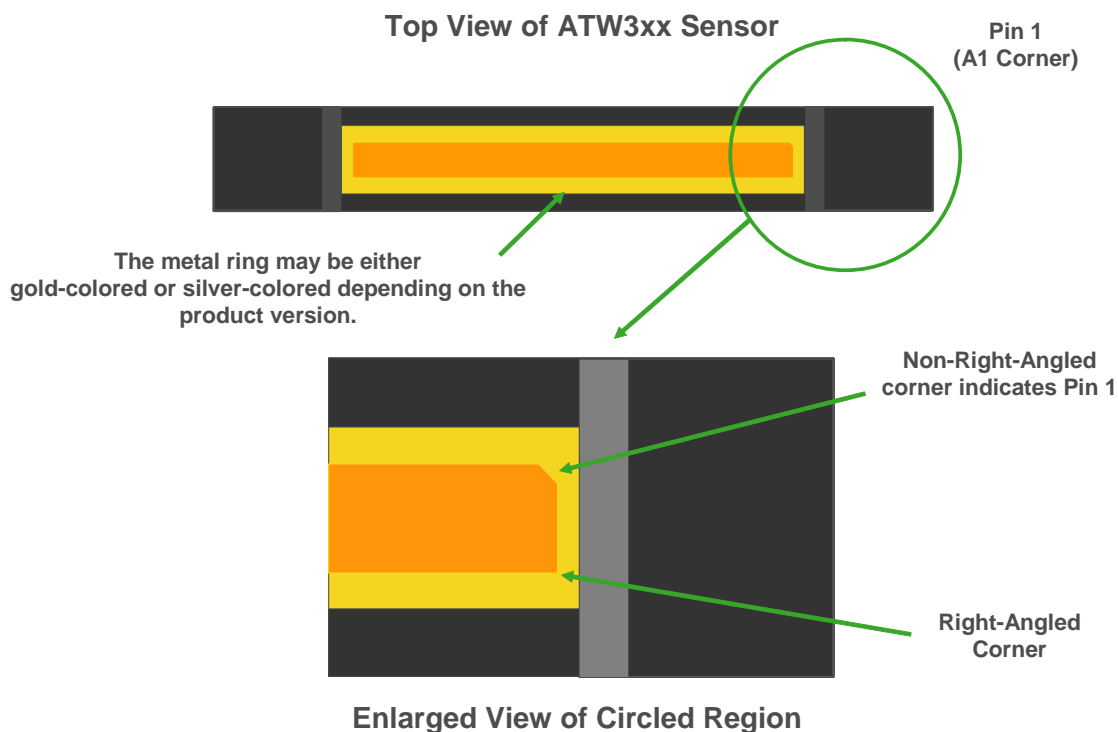 Top View of ATW3xx Sensor
Pin 1
(A1 Corner)
The metal ring may be either
gold-colored or silver-colored depending on the
product version.
Non-Right-Angled
corner indicates Pin 1
Right-Angled
Corner
Enlarged View of Circled Region